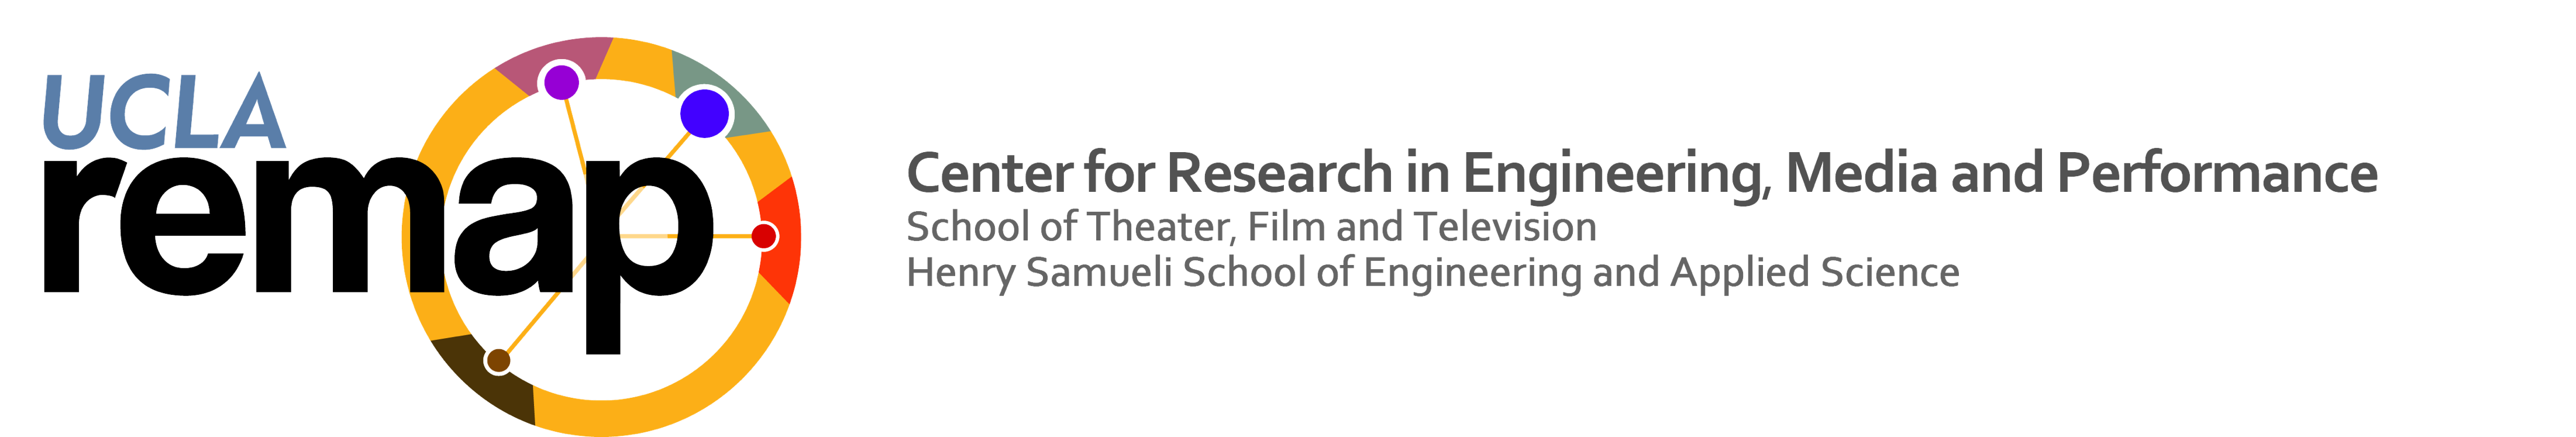 UCLA
remap
Center for Research in Engineering, Media and Performance
School of Theater, Film and Television
Henry Samueli School of Engineering and Applied Science